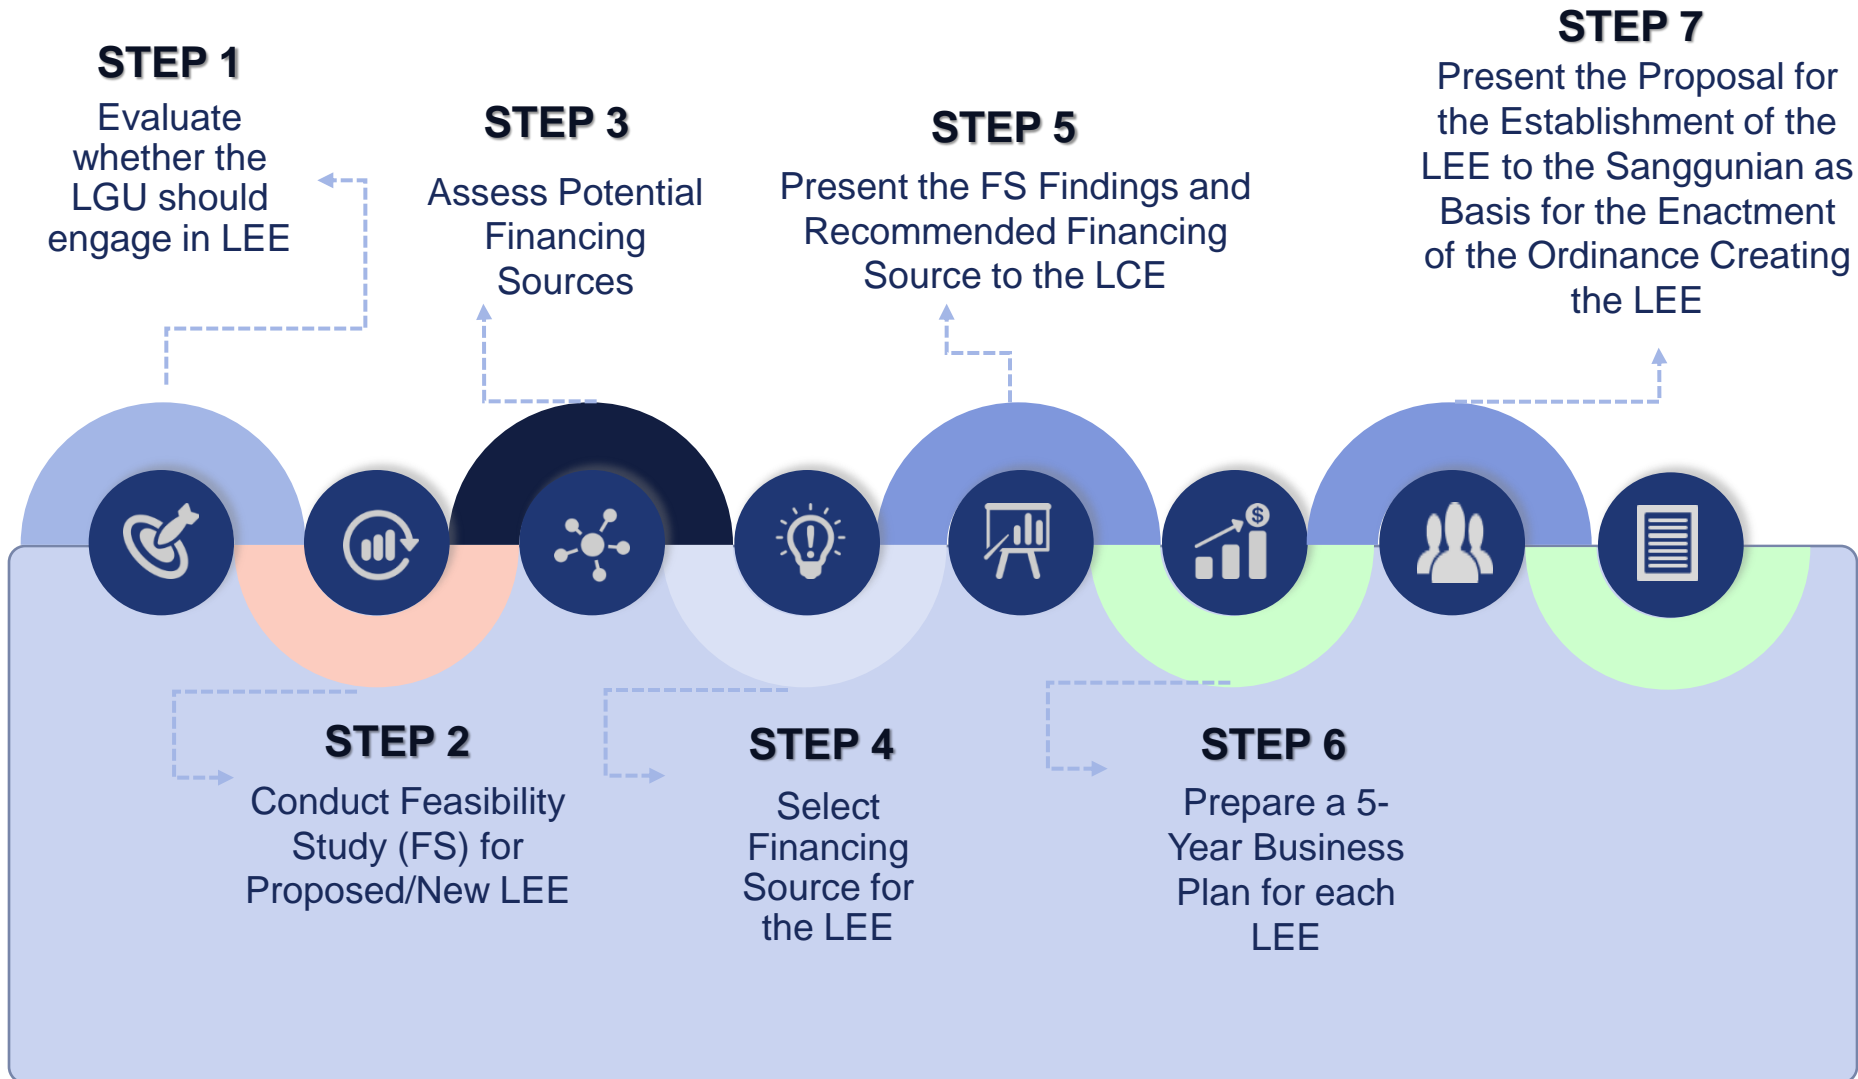 STEP 1
Evaluate
whether the
LGU should
engage in LEE
STEP 2
Conduct Feasibility
Study (FS) for
Proposed/New LEE
STEP 3
Assess Potential
Financing
Sources
STEP 4
Select
Financing
Source for
the LEE
STEP 5
Present the FS Findings and
Recommended Financing
Source to the LCE
STEP 6
Prepare a 5-
Year Business
Plan for each
LEE
STEP 7
Present the Proposal for
the Establishment of the
LEE to the Sanggunian as
Basis for the Enactment
of the Ordinance Creating
the LEE
$